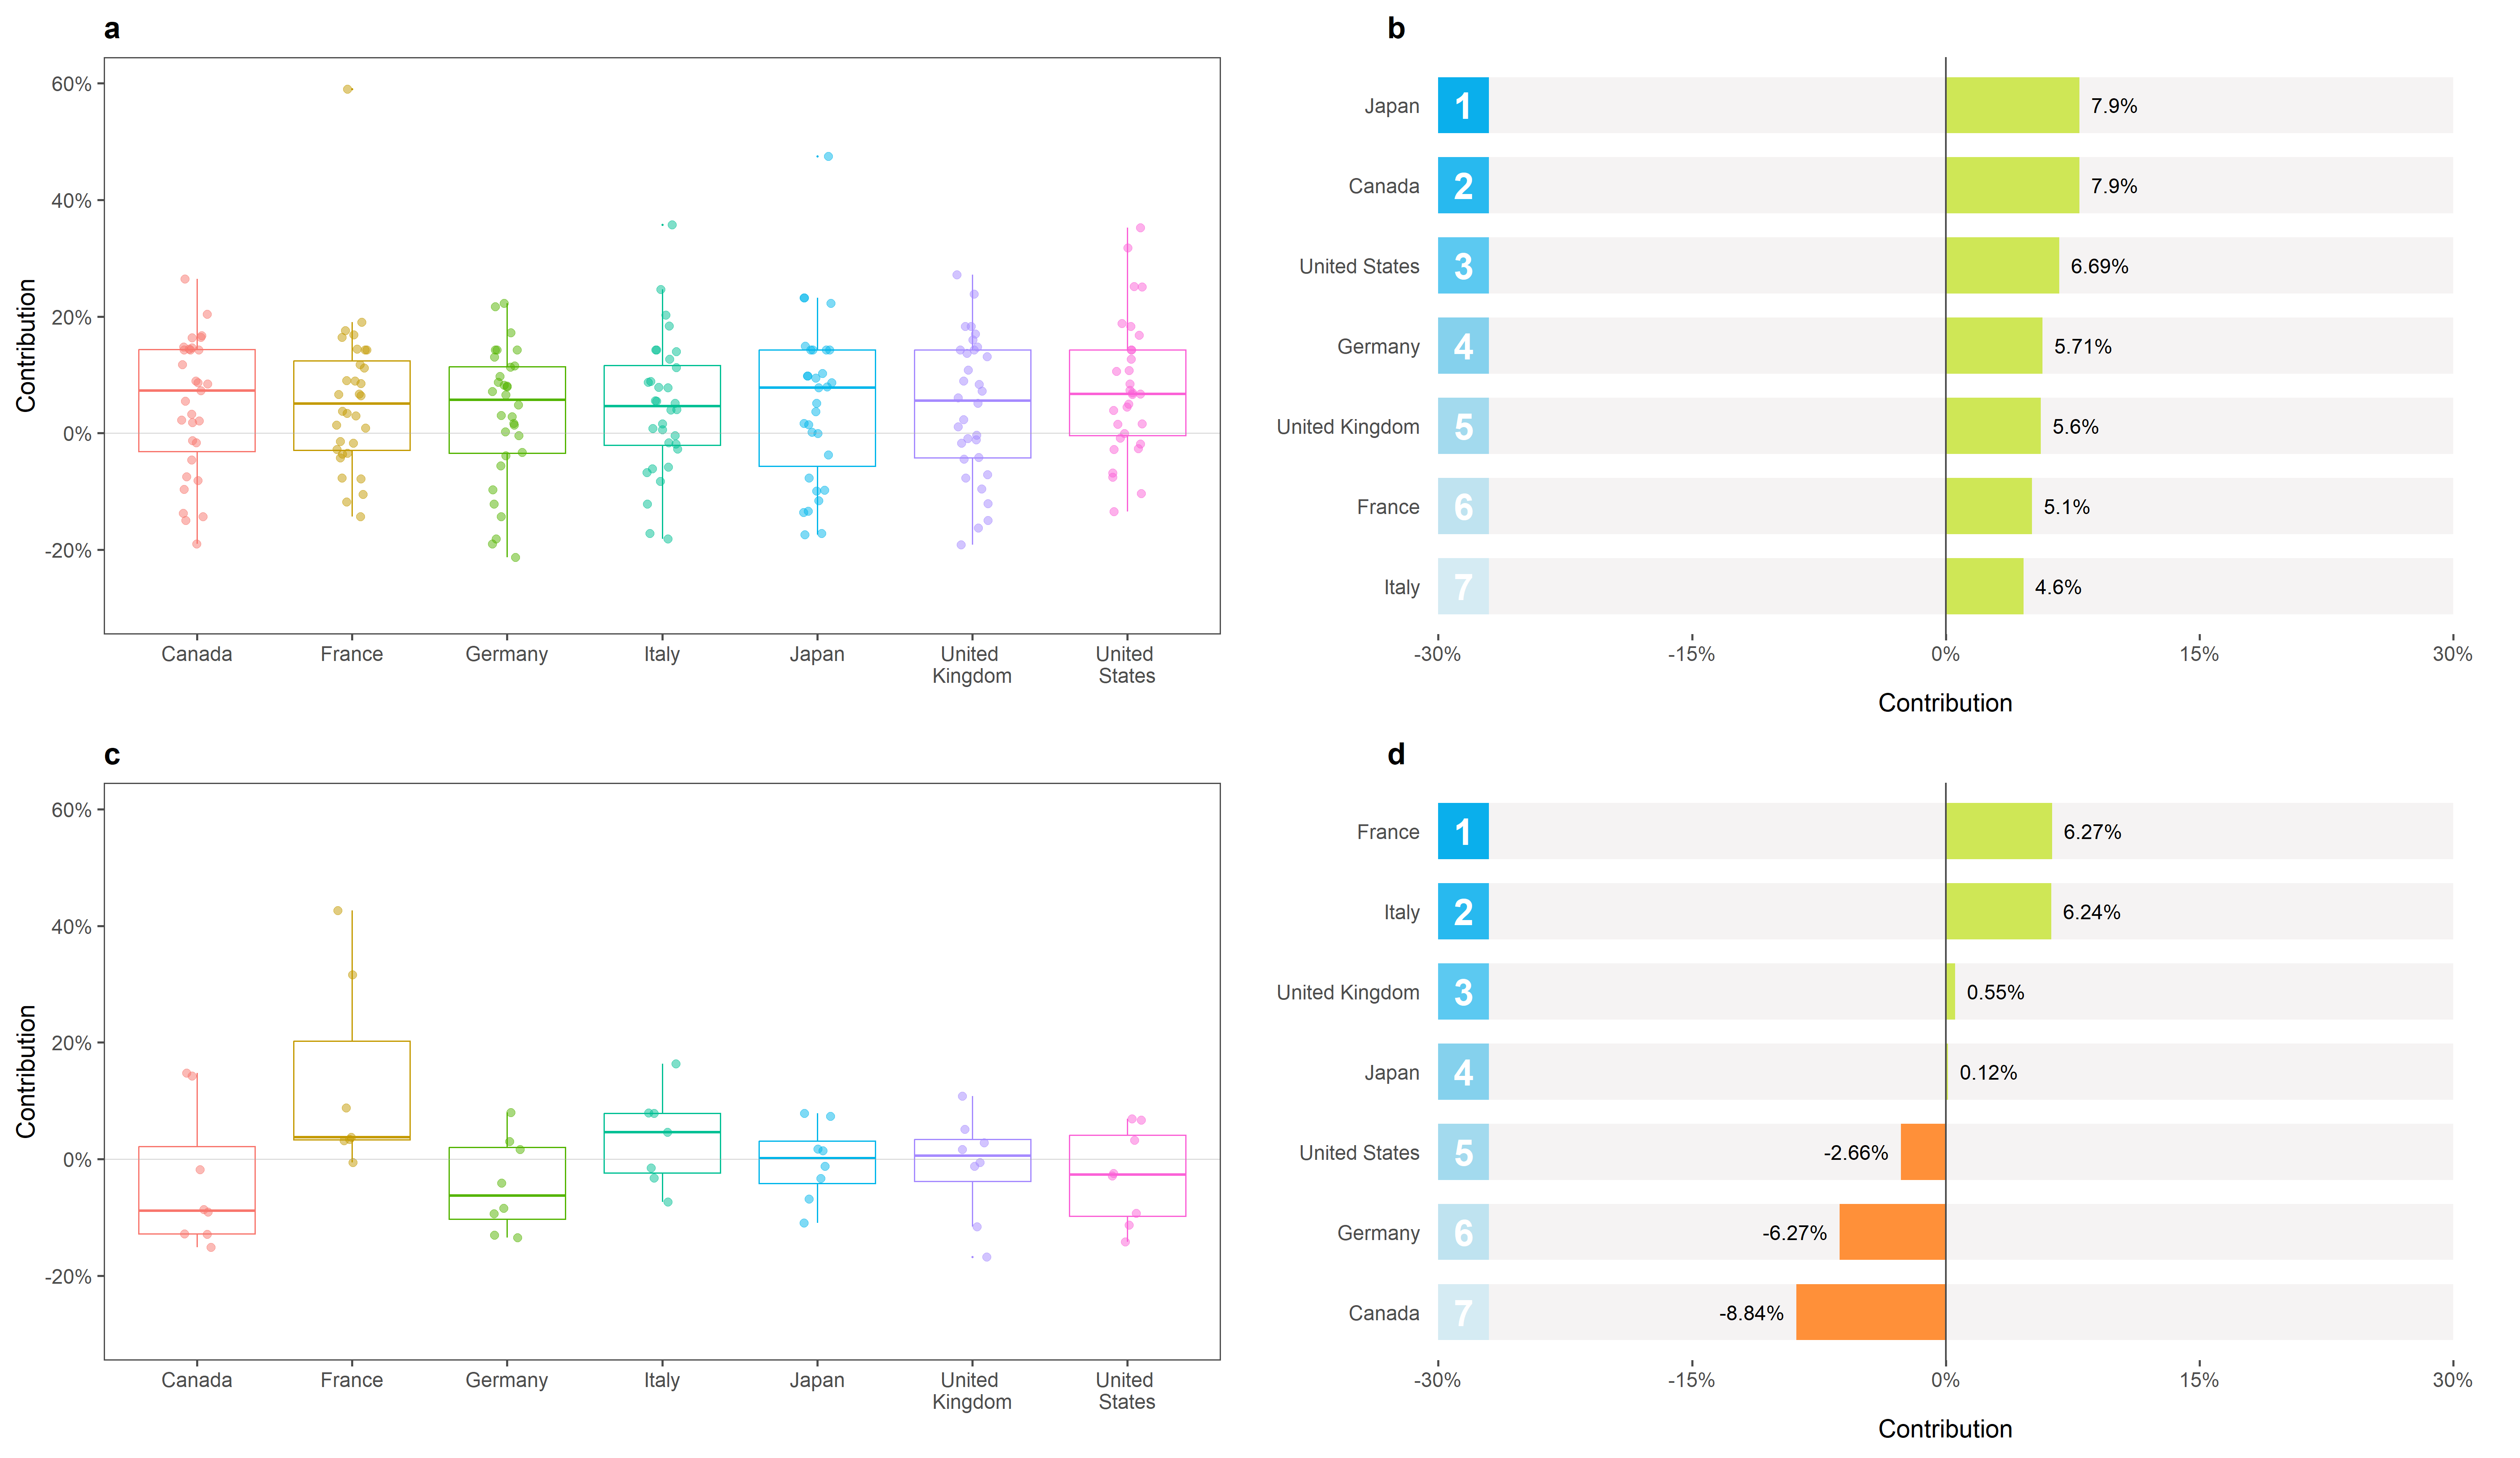 a
60%
40%
20%
0%
-20%
Contribution
Canada
France
Germany
Italy
Japan
United
Kingdom
United
States
b
Japan 1 7.9%
Canada 2 7.9%
United States 3 6.69%
Germany 4 5.71%
United Kingdom 5 5.6%
France 6 5.1%
Italy 7 4.6%
-30% -15% 0% 15% 30%
Contribution
c
60%
40%
20%
0%
-20%
Contribution
Canada
France
Germany
Italy
Japan
United
Kingdom
United
States
d
France 1 6.27%
Italy 2 6.24%
United Kingdom 3 0.55%
Japan 4 0.12%
United States 5 -2.66%
Germany 6 -6.27%
Canada 7 -8.84%
-30% -15% 0% 15% 30%
Contribution